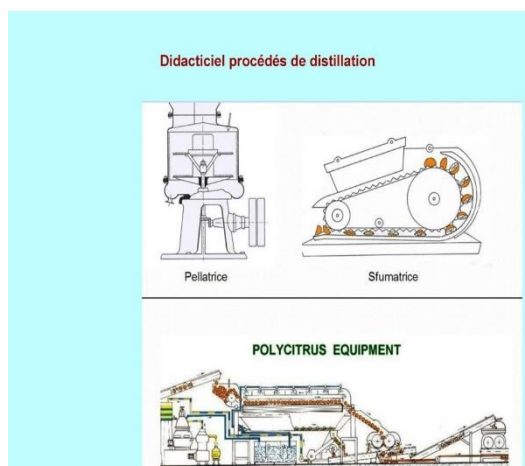 Didacticiel procédés de distillation
Pellatrice
Sfumatrice
POLYCITRUS EQUIPMENT